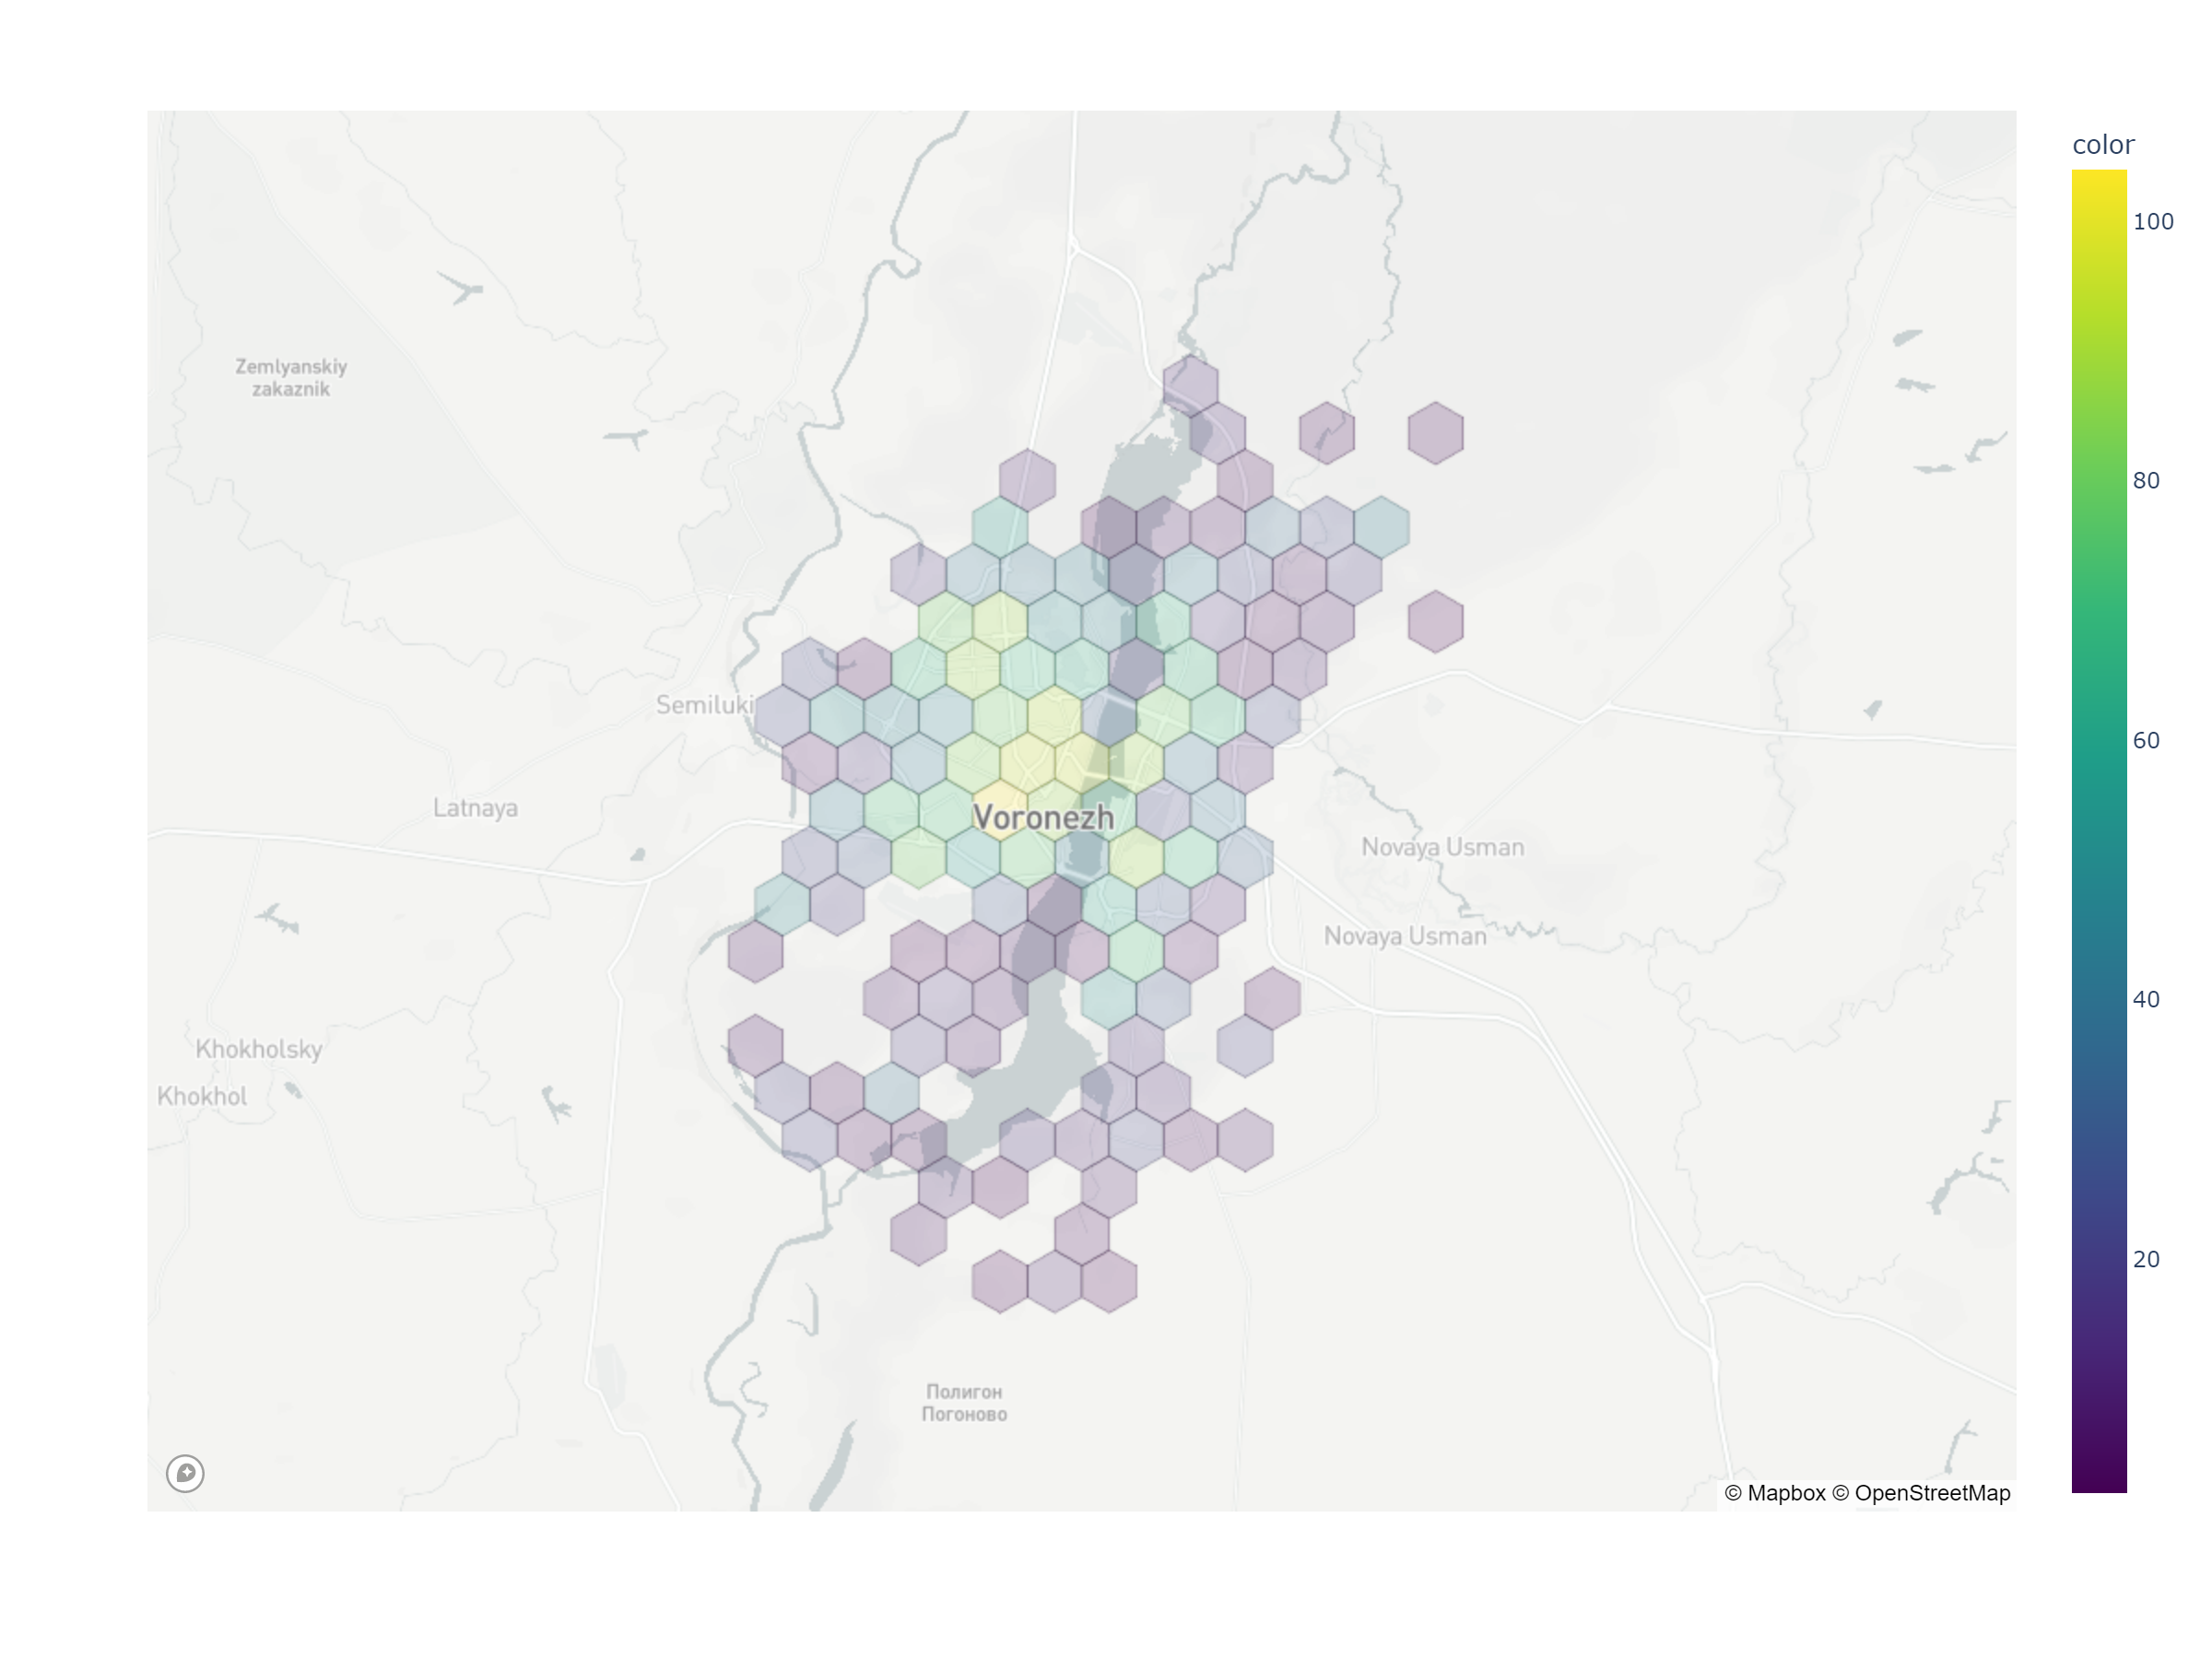 color
100
80
60
40
20
Zemlyanskiy
zakaznik
Semiluki
Latnaya
Voronezh
Novaya Usman
Novaya Usman
Khokholsky
Khokhol
Полигон
Погоново
© Mapbox © OpenStreetMap